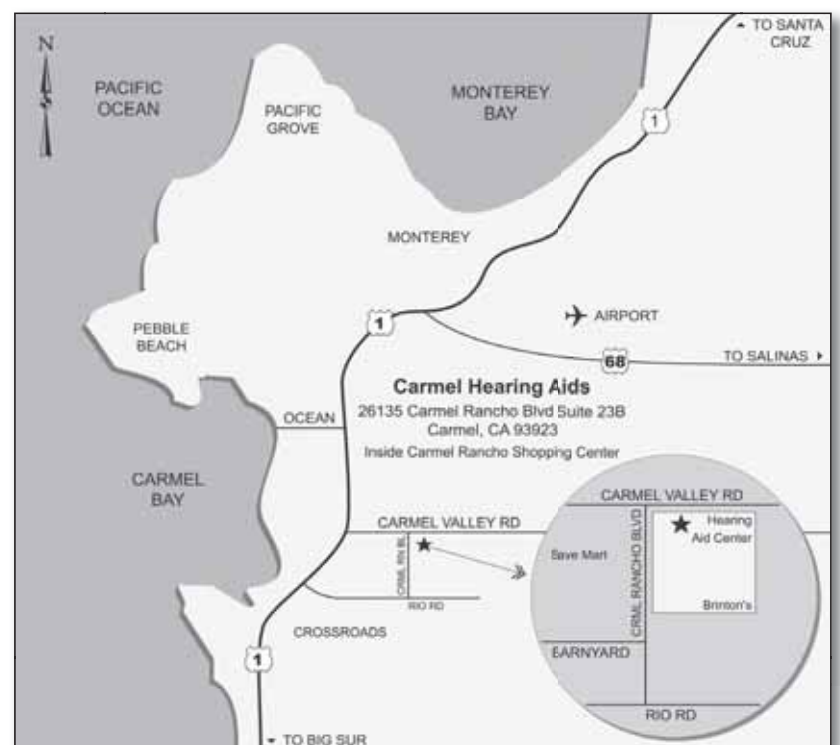 N
▲ TO SANTA
CRUZ
PACIFIC
OCEAN
PACIFIC
GROVE
MONTEREY
BAY
1
MONTEREY
1
AIRPORT
PEBBLE
BEACH
68
TO SALINAS ▶
Carmel Hearing Aids
26135 Carmel Rancho Blvd Suite 23B
Carmel, CA 93923
Inside Carmel Rancho Shopping Center
OCEAN
CARMEL
BAY
CARMEL VALLEY RD
CRML RN BL
RIO RD
CROSSROADS
1
▼ TO BIG SUR
CARMEL VALLEY RD
CRML RANCHO BLVD
★ Hearing
Aid Center
Save Mart
Brinton's
BARNYARD
RIO RD